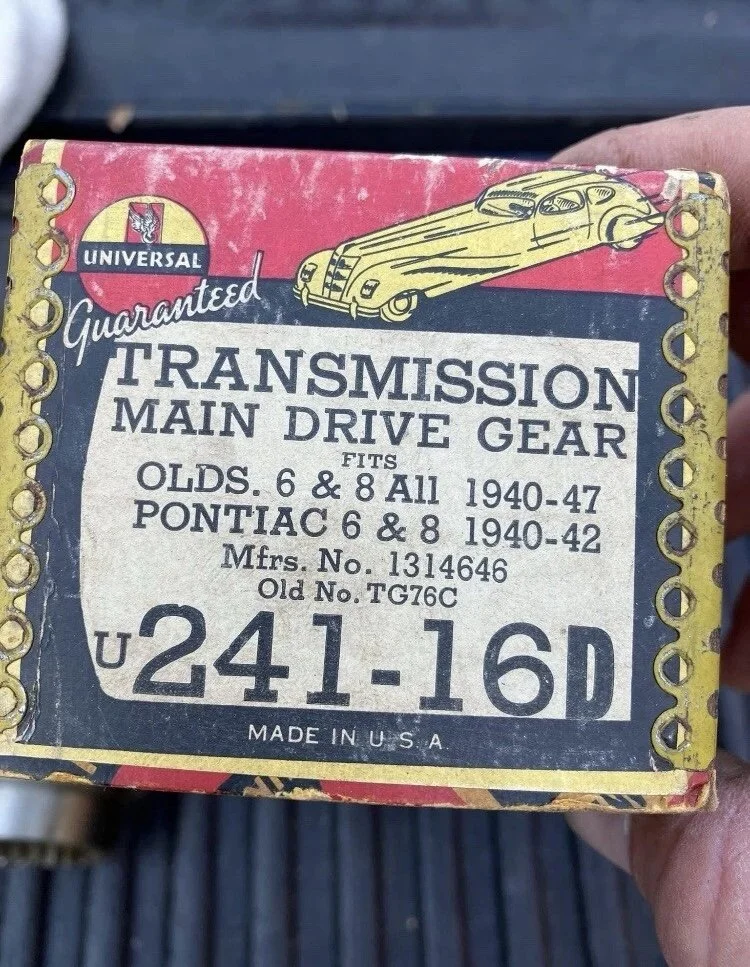 UNIVERSAL
Guaranteed
TRANSMISSION
MAIN DRIVE GEAR
FITS
OLDS. 6 & 8 All 1940-47
PONTIAC 6 & 8 1940-42
Mfrs. No. 1314646
Old No. TG76C
U 241-16D
MADE IN U S A